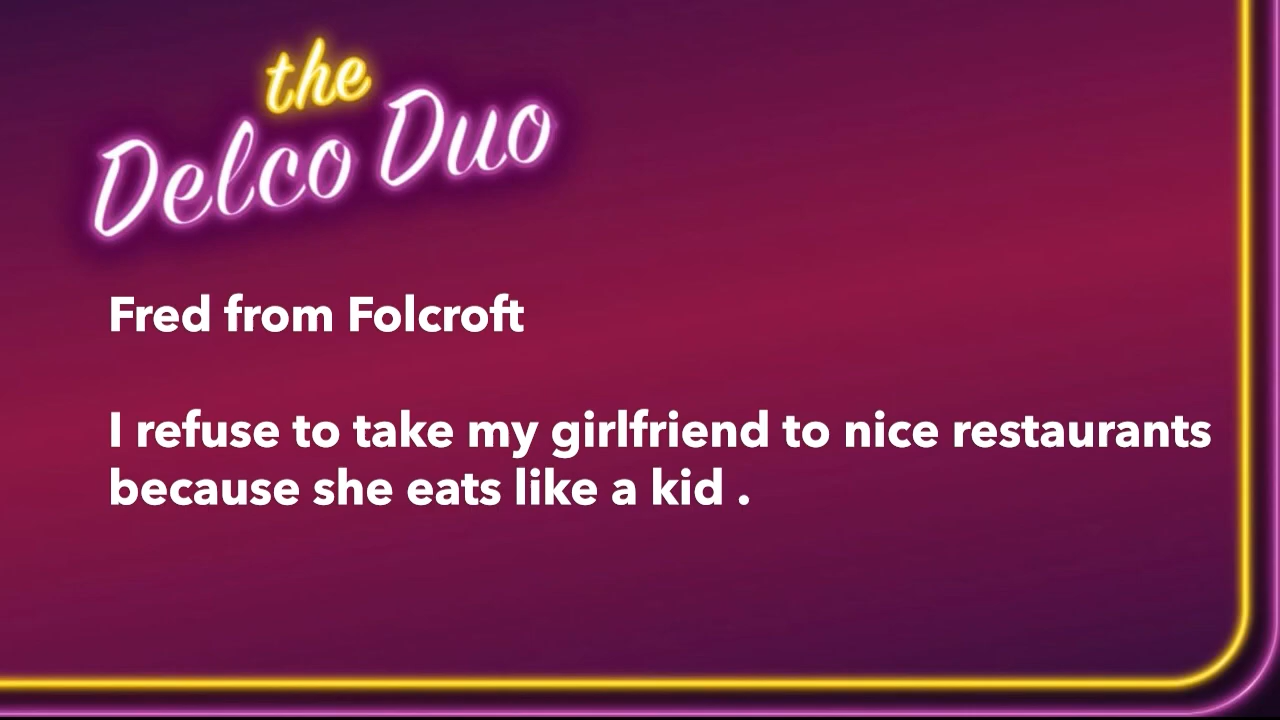 the
Delco Duo
Fred from Folcroft
I refuse to take my girlfriend to nice restaurants
because she eats like a kid .